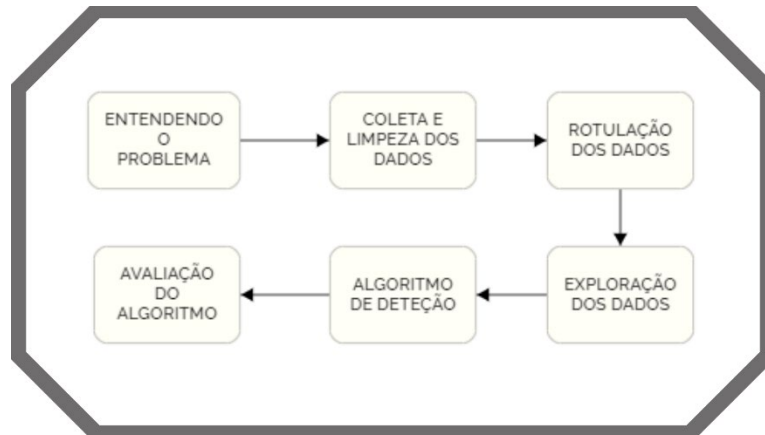 ENTENDENDO
O
PROBLEMA
COLETA E
LIMPEZA DOS
DADOS
ROTULAÇÃO
DOS DADOS
EXPLORAÇÃO
DOS DADOS
ALGORITMO
DE DETEÇÃO
AVALIAÇÃO
DO
ALGORITMO